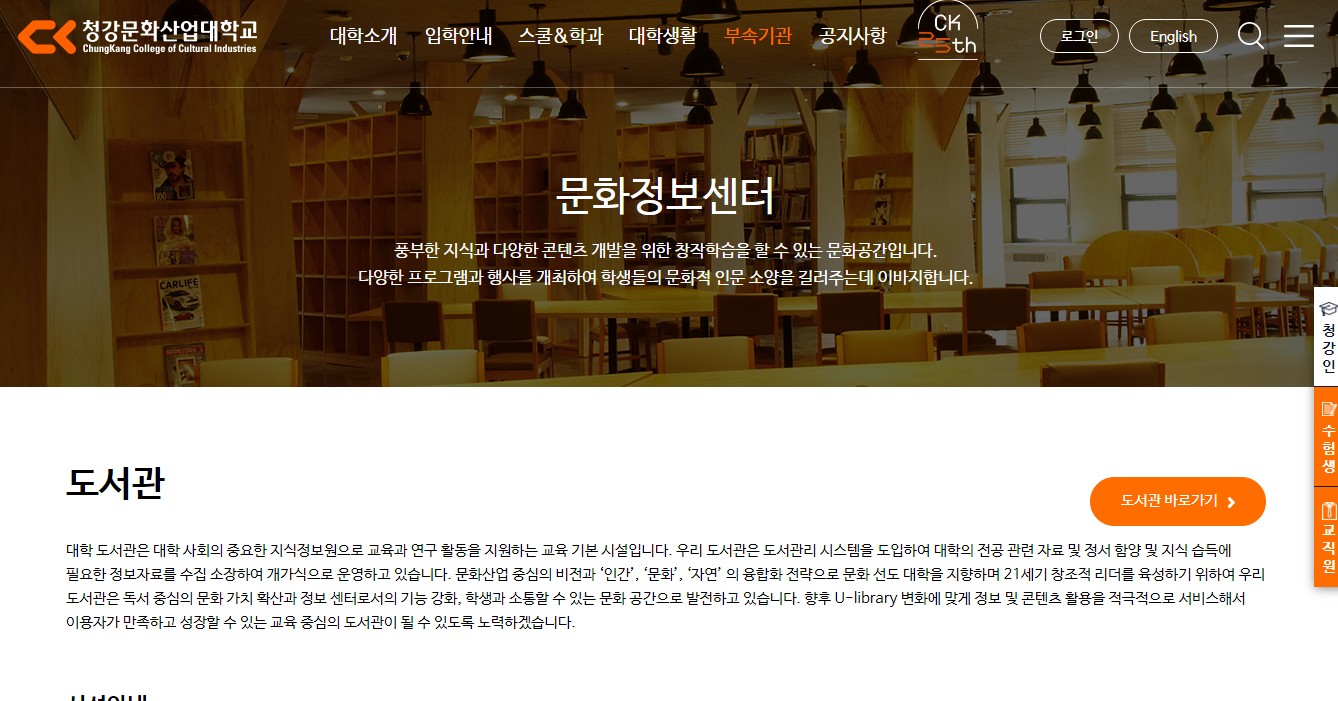 청강문화산업대학교
ChungKang College of Cultural Industries
대학소개 입학안내 스쿨&학과 대학생활 부속기관 공지사항
CK
25th
로그인 English
문화정보센터
풍부한 지식과 다양한 콘텐츠 개발을 위한 창작학습을 할 수 있는 문화공간입니다.
다양한 프로그램과 행사를 개최하여 학생들의 문화적 인문 소양을 길러주는데 이바지합니다.
CARLIFE
청강인
수험생
교직원
도서관
도서관 바로가기
대학 도서관은 대학 사회의 중요한 지식정보원으로 교육과 연구 활동을 지원하는 교육 기본 시설입니다. 우리 도서관은 도서관리 시스템을 도입하여 대학의 전공 관련 자료 및 정서 함양 및 지식 습득에
필요한 정보자료를 수집 소장하여 개가식으로 운영하고 있습니다. 문화산업 중심의 비전과 ‘인간’, ‘문화’, ‘자연’ 의 융합화 전략으로 문화 선도 대학을 지향하며 21세기 창조적 리더를 육성하기 위하여 우리
도서관은 독서 중심의 문화 가치 확산과 정보 센터로서의 기능 강화, 학생과 소통할 수 있는 문화 공간으로 발전하고 있습니다. 향후 U-library 변화에 맞게 정보 및 콘텐츠 활용을 적극적으로 서비스해서
이용자가 만족하고 성장할 수 있는 교육 중심의 도서관이 될 수 있도록 노력하겠습니다.